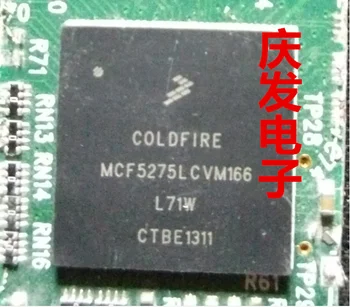 COLDFIRE
MCF5275LCVM166
L71W
CTBE1311
庆发电子
R71
RN13
RN14
RN16
TP28
R61